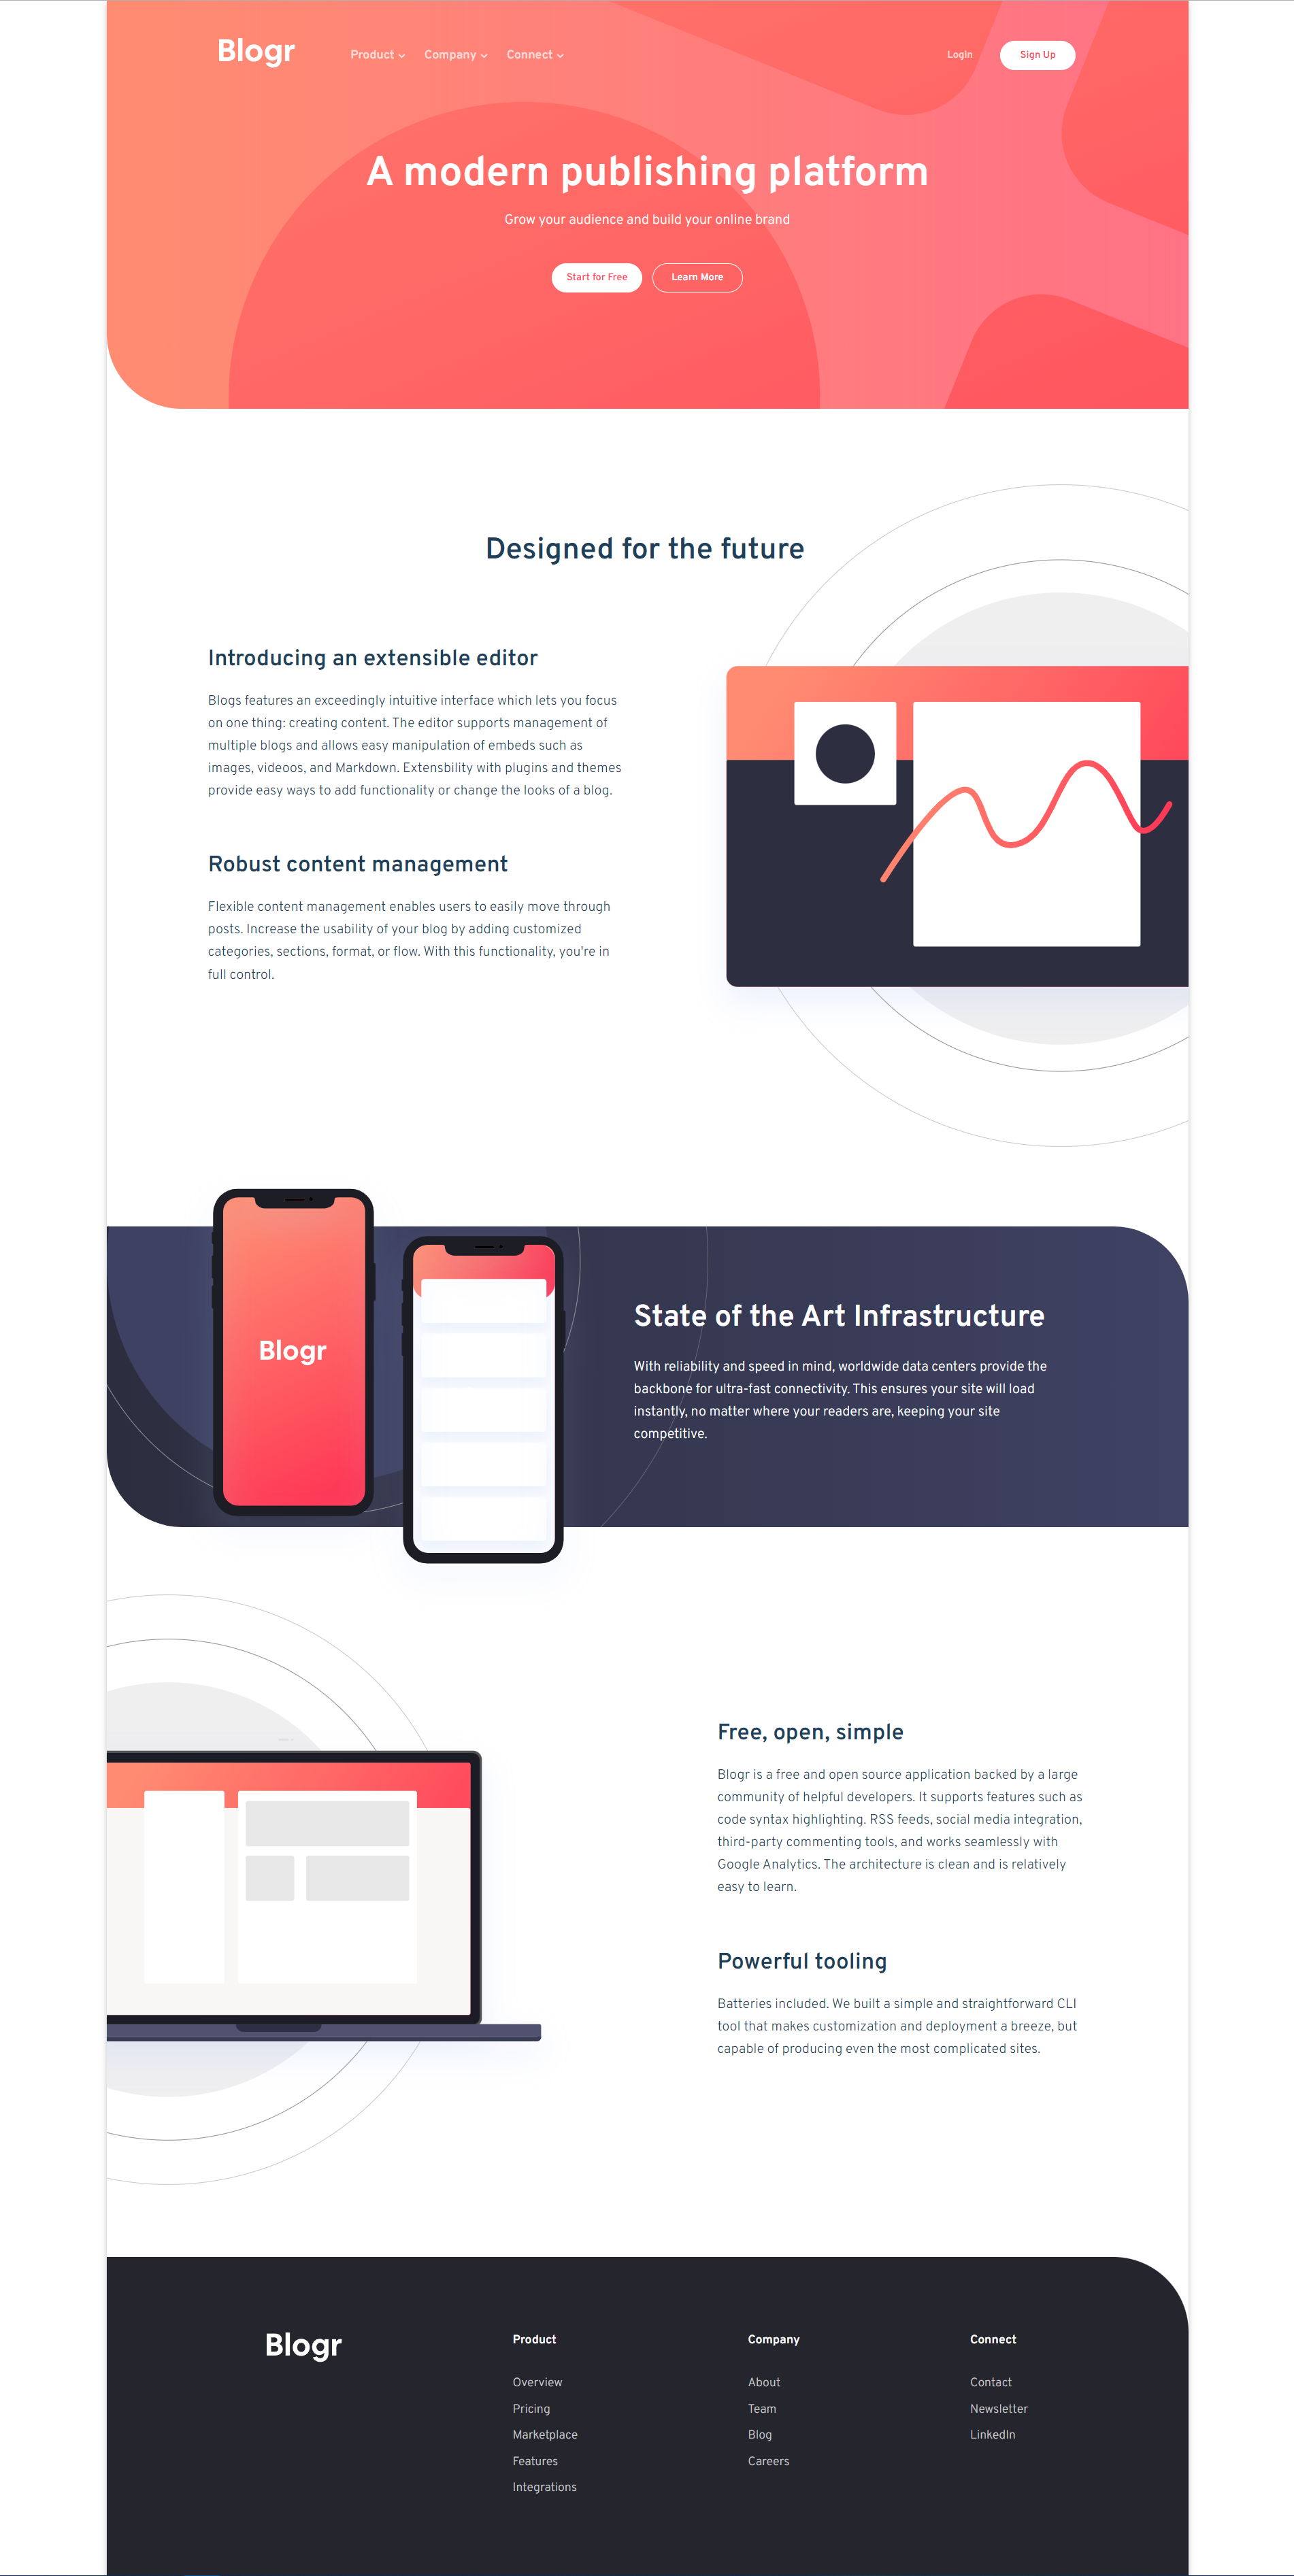 Blogr
Product
Company
Connect
Login
Sign Up
A modern publishing platform
Grow your audience and build your online brand
Start for Free
Learn More
Designed for the future
Introducing an extensible editor
Blogs features an exceedingly intuitive interface which lets you focus
on one thing: creating content. The editor supports management of
multiple blogs and allows easy manipulation of embeds such as
images, videoos, and Markdown. Extensbility with plugins and themes
provide easy ways to add functionality or change the looks of a blog.
Robust content management
Flexible content management enables users to easily move through
posts. Increase the usability of your blog by adding customized
categories, sections, format, or flow. With this functionality, you're in
full control.
Blogr
State of the Art Infrastructure
With reliability and speed in mind, worldwide data centers provide the
backbone for ultra-fast connectivity. This ensures your site will load
instantly, no matter where your readers are, keeping your site
competitive.
Free, open, simple
Blogr is a free and open source application backed by a large
community of helpful developers. It supports features such as
code syntax highlighting. RSS feeds, social media integration,
third-party commenting tools, and works seamlessly with
Google Analytics. The architecture is clean and is relatively
easy to learn.
Powerful tooling
Batteries included. We built a simple and straightforward CLI
tool that makes customization and deployment a breeze, but
capable of producing even the most complicated sites.
Blogr
Product
Overview
Pricing
Marketplace
Features
Integrations
Company
About
Team
Blog
Careers
Connect
Contact
Newsletter
LinkedIn